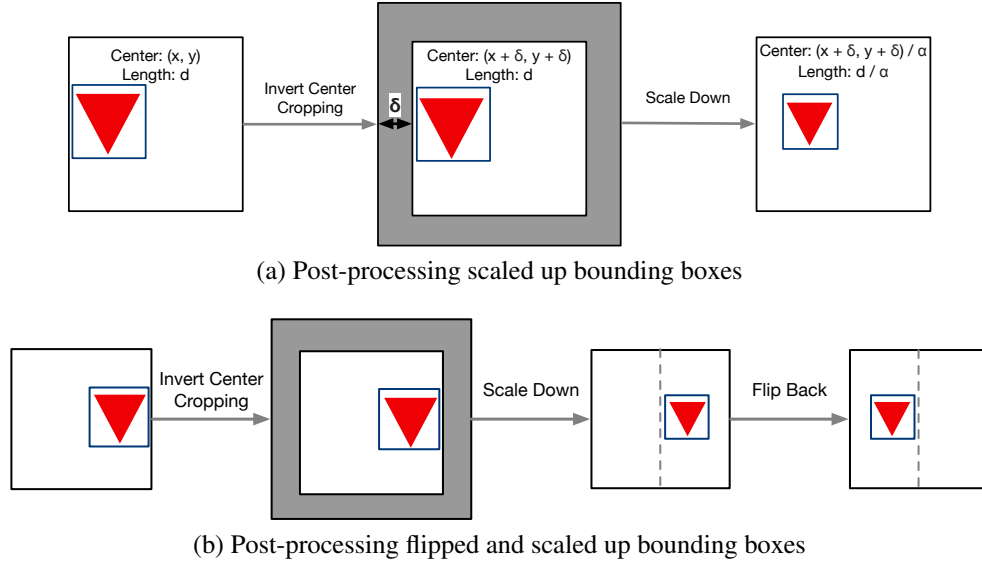 Center: (x, y)
Length: d
Invert Center
Cropping
δ
Center: (x + δ, y + δ)
Length: d
Scale Down
Center: (x + δ, y + δ) / α
Length: d / α
(a) Post-processing scaled up bounding boxes
Invert Center
Cropping
Scale Down
Flip Back
(b) Post-processing flipped and scaled up bounding boxes